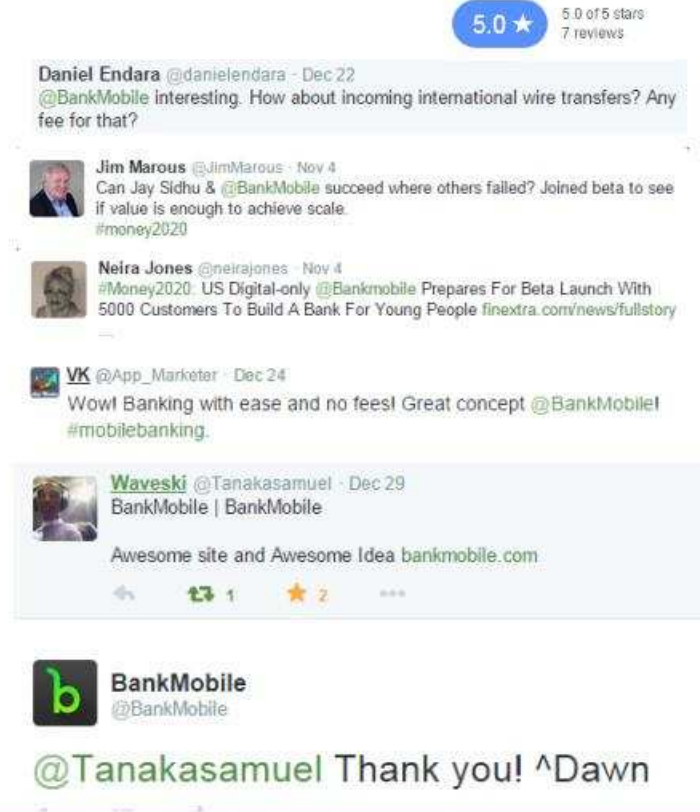 5.0 ★
5.0 of 5 stars
7 reviews
Daniel Endara @danielendara · Dec 22
@BankMobile interesting. How about incoming international wire transfers? Any
fee for that?
Jim Marous @JimMarous · Nov 4
Can Jay Sidhu & @BankMobile succeed where others failed? Joined beta to see
if value is enough to achieve scale.
#money2020
Neira Jones @neirajones · Nov 4
#Money2020: US Digital-only @Bankmobile Prepares For Beta Launch With
5000 Customers To Build A Bank For Young People finextra.com/news/fullstory
...
VK @App_Marketer · Dec 24
Wow! Banking with ease and no fees! Great concept @BankMobile!
#mobilebanking.
Waveski @Tanakasamuel · Dec 29
BankMobile | BankMobile
Awesome site and Awesome Idea bankmobile.com
1 2
b
BankMobile
@BankMobile
@Tanakasamuel Thank you! ^Dawn